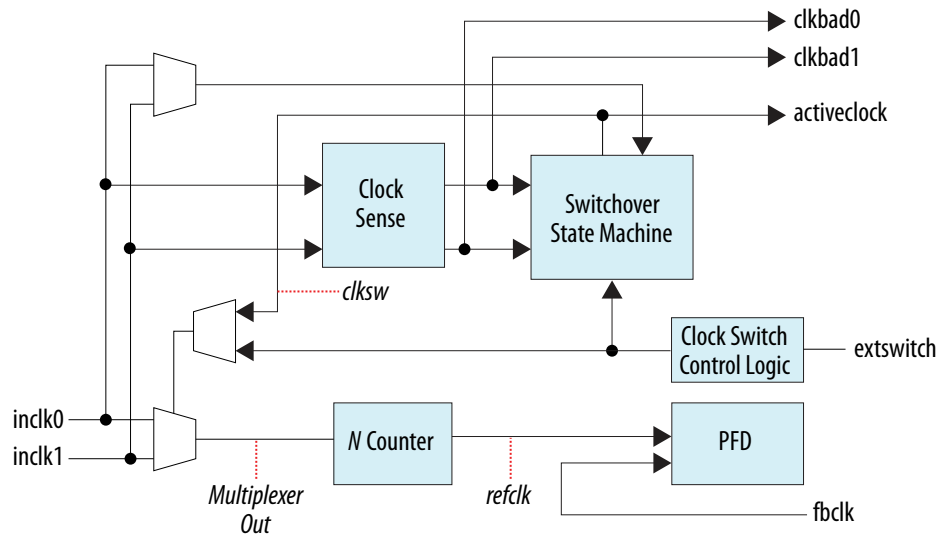 clkbad0
clkbad1
activeclock
Clock
Sense
Switchover
State Machine
clksw
Clock Switch
Control Logic
extswitch
inclk0
inclk1
N Counter
PFD
Multiplexer
Out
refclk
fbclk